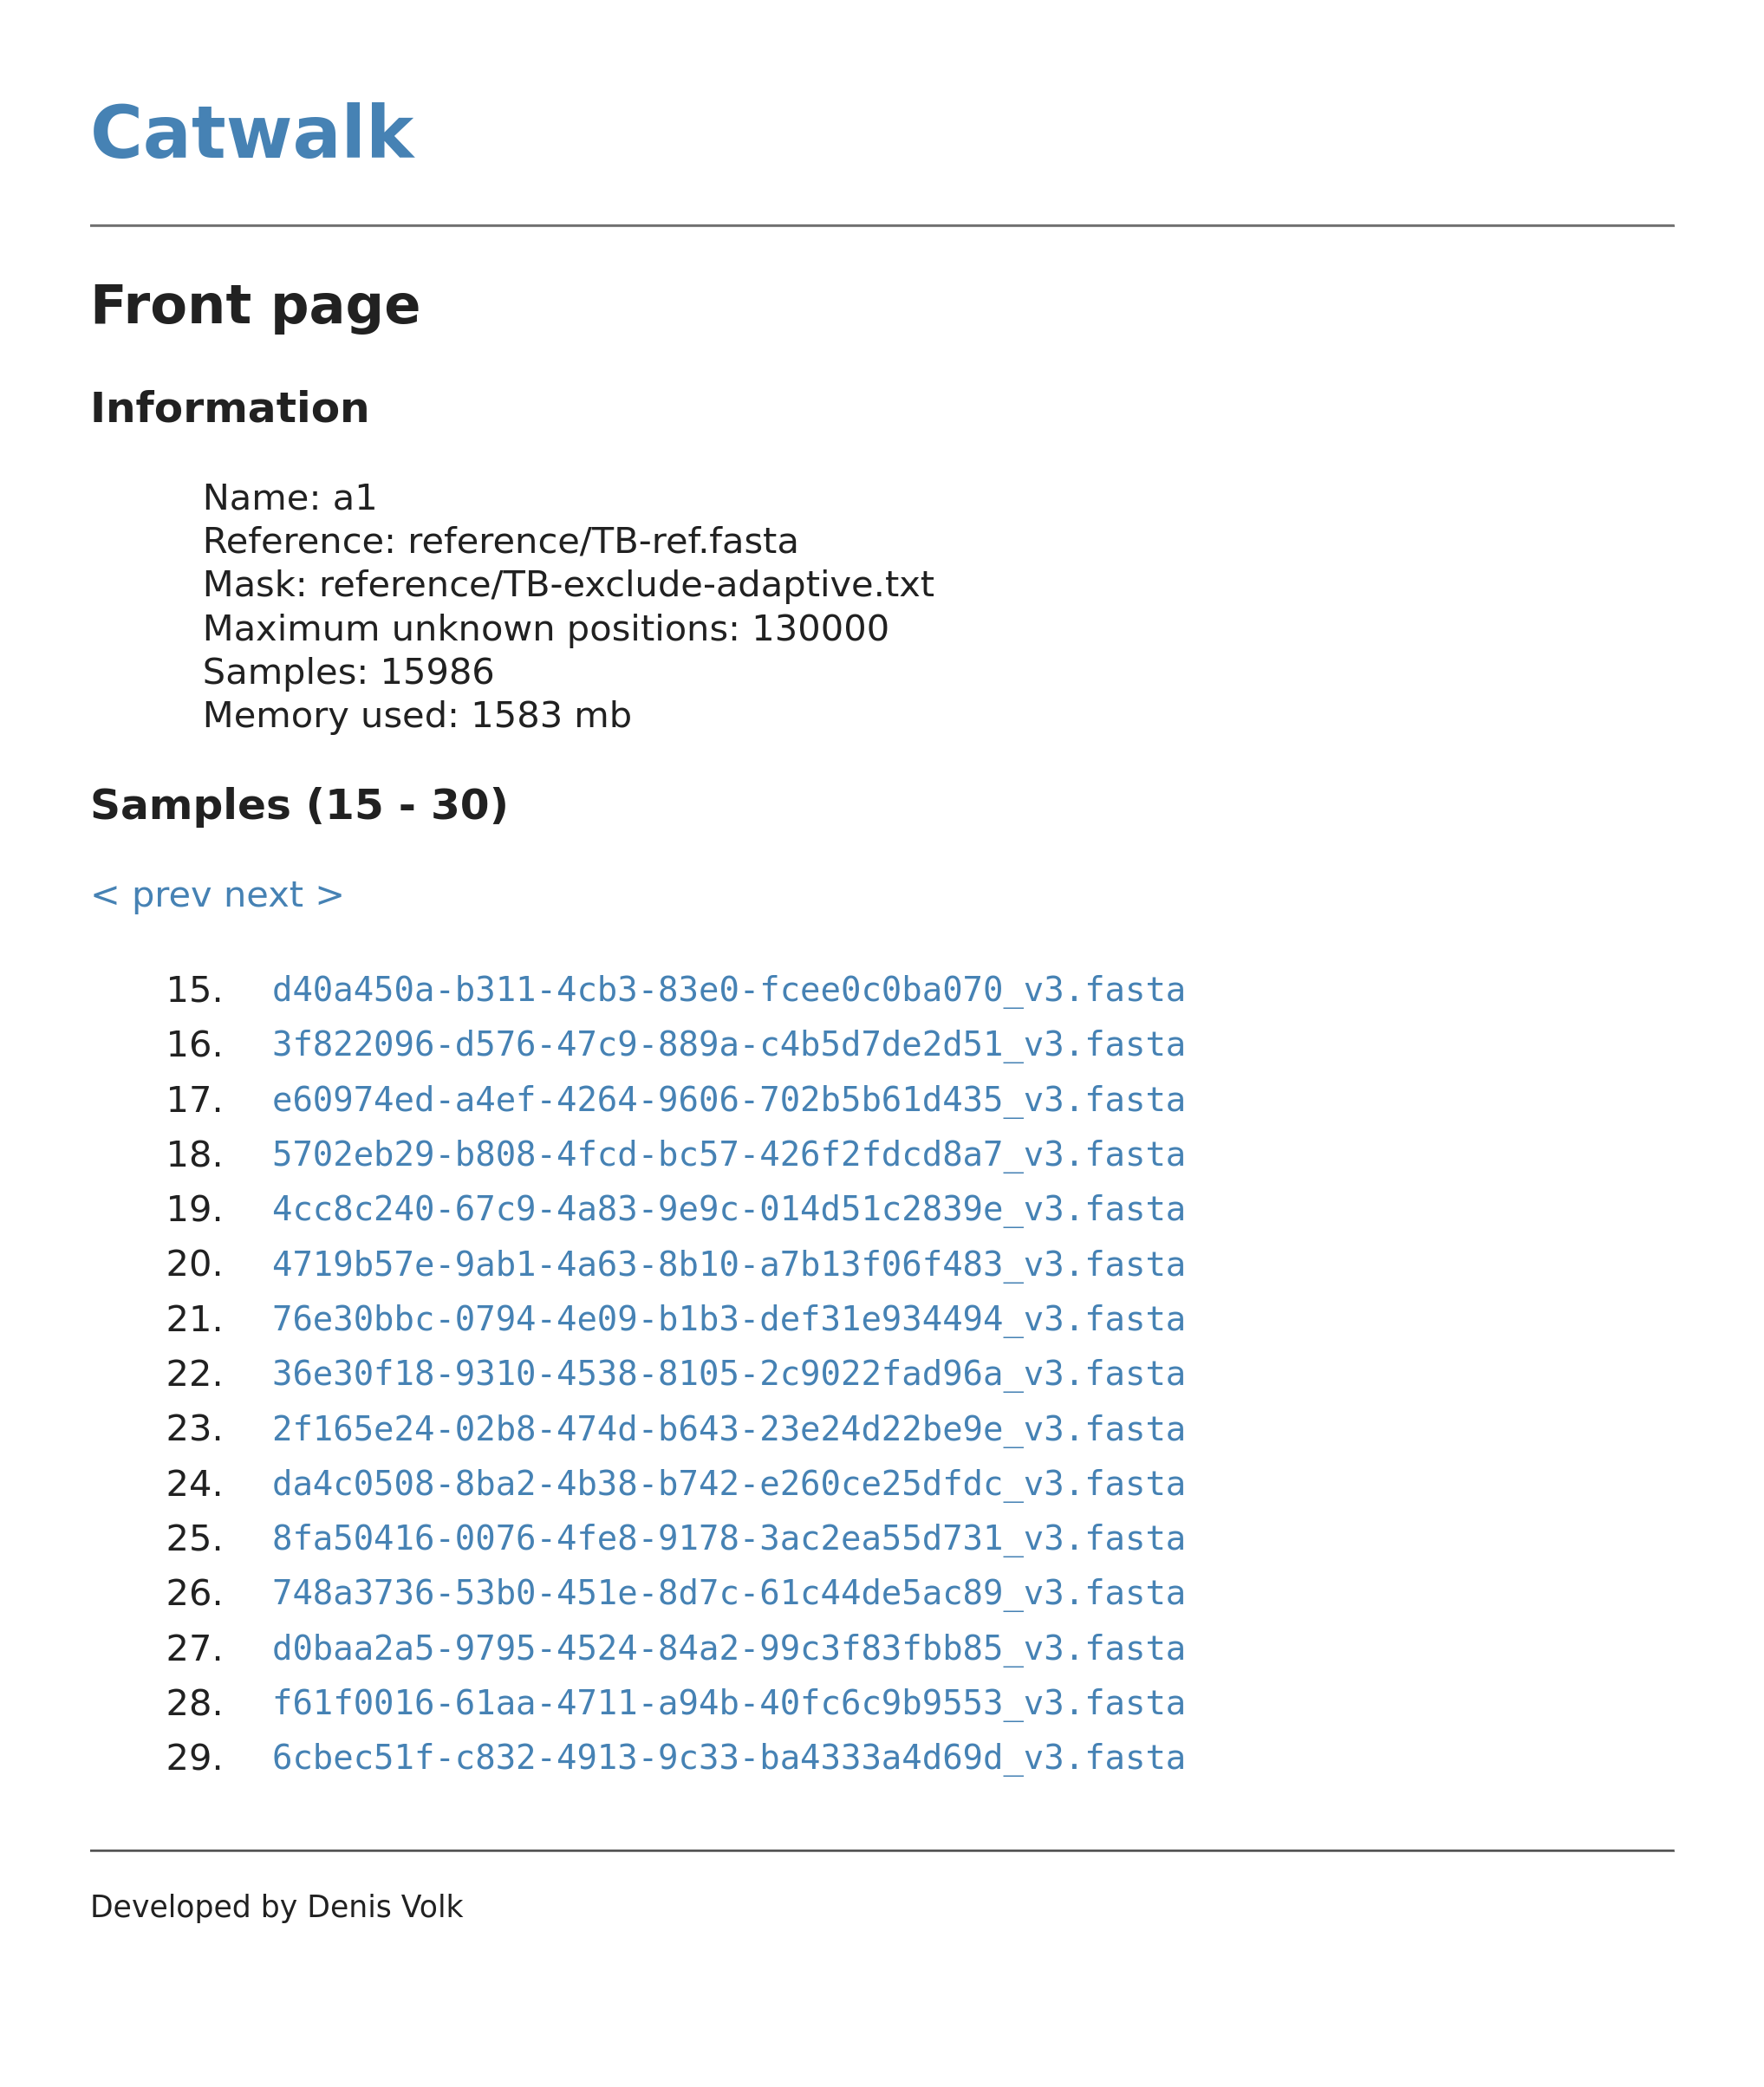 Catwalk
Front page
Information
Name: a1
Reference: reference/TB-ref.fasta
Mask: reference/TB-exclude-adaptive.txt
Maximum unknown positions: 130000
Samples: 15986
Memory used: 1583 mb
Samples (15 - 30)
< prev next >
15. d40a450a-b311-4cb3-83e0-fcee0c0ba070_v3.fasta
16. 3f822096-d576-47c9-889a-c4b5d7de2d51_v3.fasta
17. e60974ed-a4ef-4264-9606-702b5b61d435_v3.fasta
18. 5702eb29-b808-4fcd-bc57-426f2fdcd8a7_v3.fasta
19. 4cc8c240-67c9-4a83-9e9c-014d51c2839e_v3.fasta
20. 4719b57e-9ab1-4a63-8b10-a7b13f06f483_v3.fasta
21. 76e30bbc-0794-4e09-b1b3-def31e934494_v3.fasta
22. 36e30f18-9310-4538-8105-2c9022fad96a_v3.fasta
23. 2f165e24-02b8-474d-b643-23e24d22be9e_v3.fasta
24. da4c0508-8ba2-4b38-b742-e260ce25dfdc_v3.fasta
25. 8fa50416-0076-4fe8-9178-3ac2ea55d731_v3.fasta
26. 748a3736-53b0-451e-8d7c-61c44de5ac89_v3.fasta
27. d0baa2a5-9795-4524-84a2-99c3f83fbb85_v3.fasta
28. f61f0016-61aa-4711-a94b-40fc6c9b9553_v3.fasta
29. 6cbec51f-c832-4913-9c33-ba4333a4d69d_v3.fasta
Developed by Denis Volk